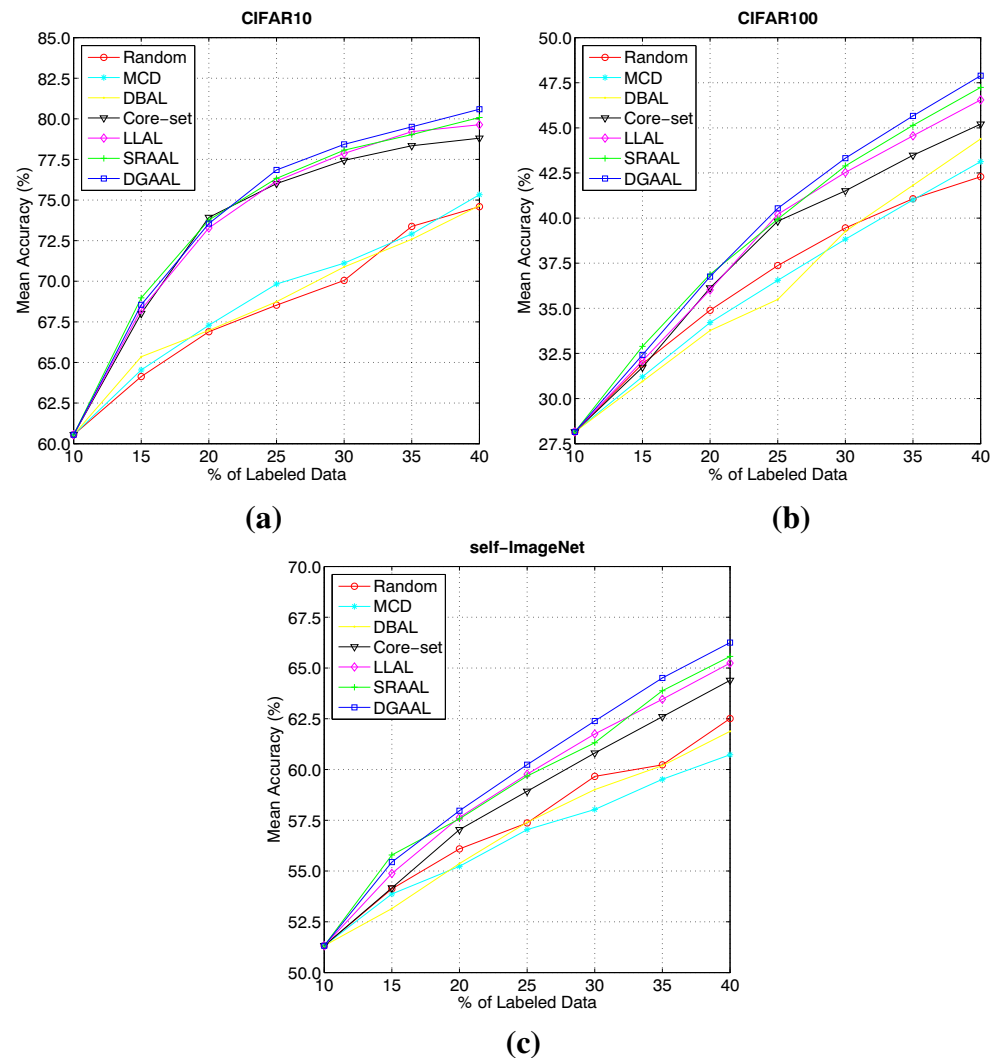 CIFAR10
85.0
82.5
80.0
77.5
75.0
72.5
70.0
67.5
65.0
62.5
60.0
Mean Accuracy (%)
Random
MCD
DBAL
Core-set
LLAL
SRAAL
DGAAL
10 15 20 25 30 35 40
% of Labeled Data
(a)
CIFAR100
50.0
47.5
45.0
42.5
40.0
37.5
35.0
32.5
30.0
27.5
Mean Accuracy (%)
Random
MCD
DBAL
Core-set
LLAL
SRAAL
DGAAL
10 15 20 25 30 35 40
% of Labeled Data
(b)
self-ImageNet
70.0
67.5
65.0
62.5
60.0
57.5
55.0
52.5
50.0
Mean Accuracy (%)
Random
MCD
DBAL
Core-set
LLAL
SRAAL
DGAAL
10 15 20 25 30 35 40
% of Labeled Data
(c)